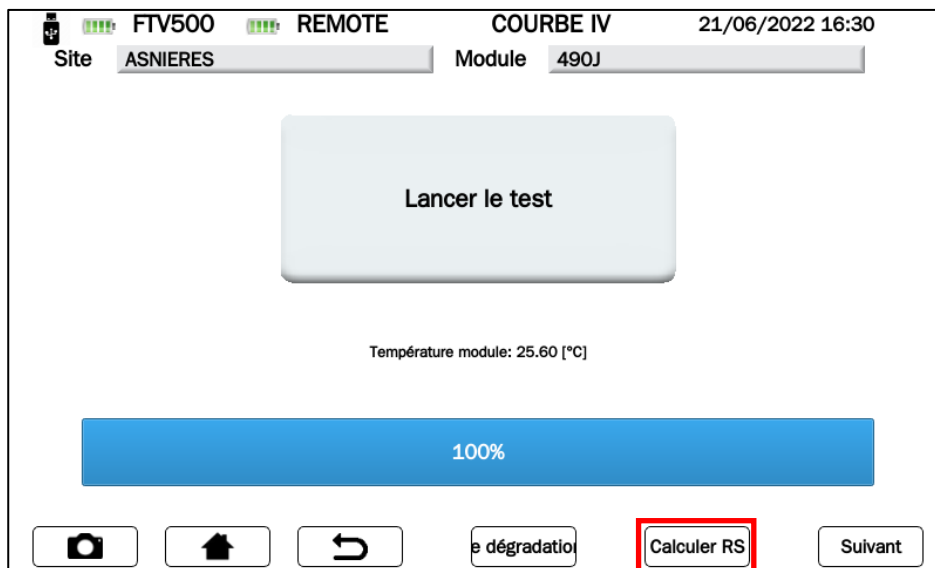 FTV500 REMOTE COURBE IV 21/06/2022 16:30
Site ASNIERES Module 490J
Lancer le test
Température module: 25.60 [°C]
100%
e dégradation Calculer RS Suivant